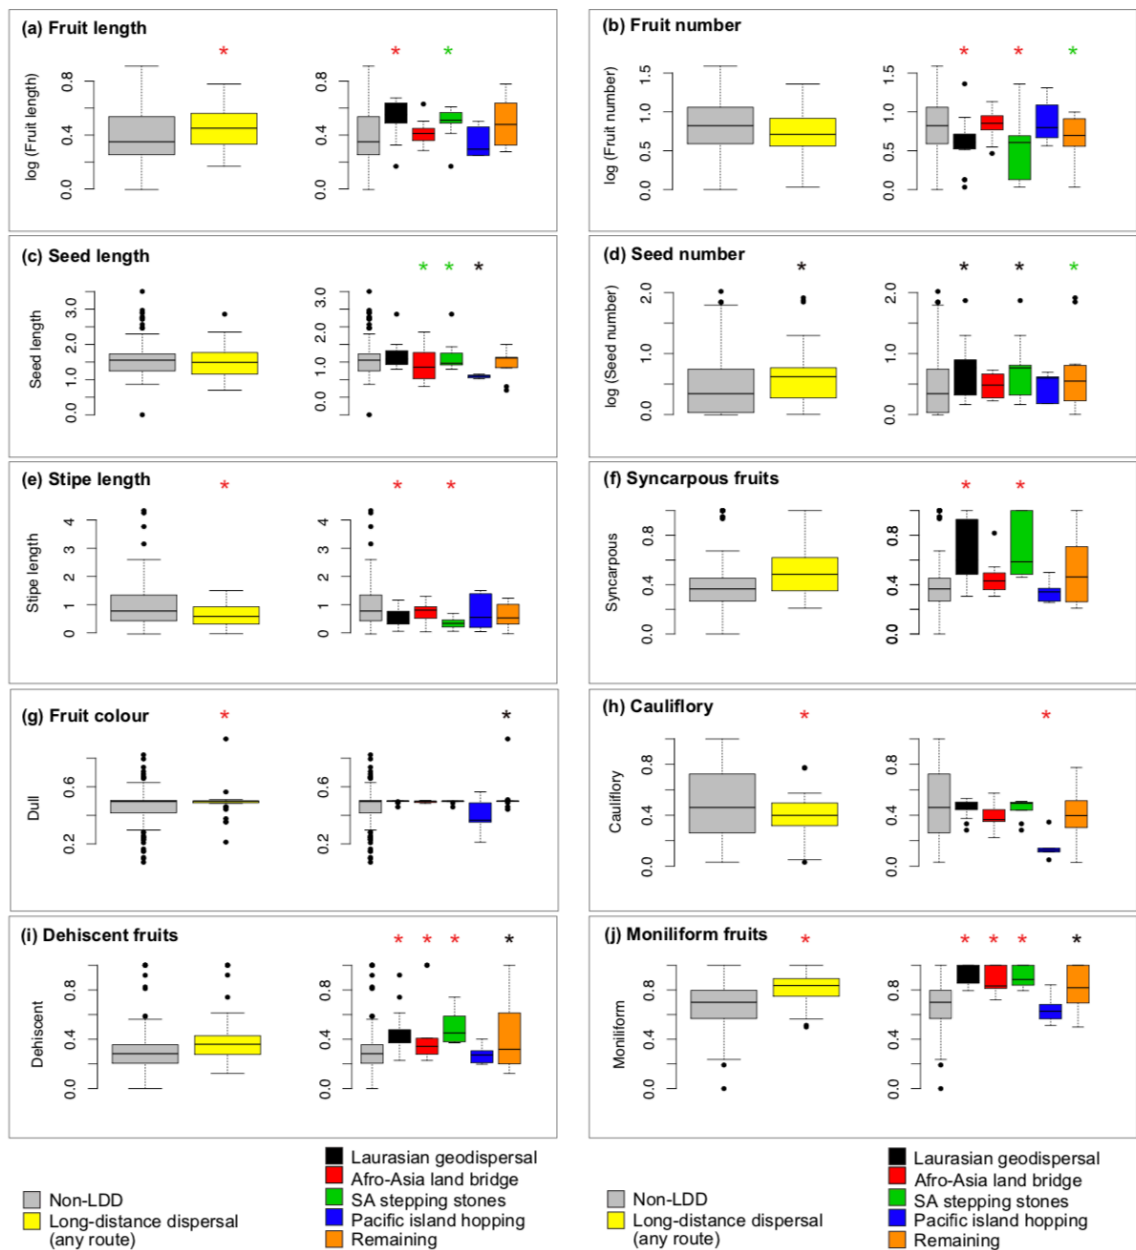 (a) Fruit length
* * *
log (Fruit length)
0.8
0.4
0.0
0.8
0.4
0.0
(b) Fruit number
* * *
log (Fruit number)
1.5
1.0
0.5
0.0
1.5
1.0
0.5
0.0
(c) Seed length
* * *
Seed length
3.0
2.0
1.0
0.0
3.0
2.0
1.0
0.0
(d) Seed number
* * * *
log (Seed number)
2.0
1.0
0.0
2.0
1.0
0.0
(e) Stipe length
* * *
Stipe length
4
3
2
1
0
4
3
2
1
0
(f) Syncarpous fruits
* *
Syncarpous
0.8
0.4
0.0
0.8
0.4
0.0
(g) Fruit colour
* *
Dull
0.6
0.2
0.6
0.2
(h) Cauliflory
* *
Cauliflory
0.8
0.4
0.0
0.8
0.4
0.0
(i) Dehiscent fruits
* * * *
Dehiscent
0.8
0.4
0.0
0.8
0.4
0.0
(j) Moniliform fruits
* * * * *
Moniliform
0.8
0.4
0.0
0.8
0.4
0.0
Non-LDD
Long-distance dispersal
(any route)
Laurasian geodispersal
Afro-Asia land bridge
SA stepping stones
Pacific island hopping
Remaining
Non-LDD
Long-distance dispersal
(any route)
Laurasian geodispersal
Afro-Asia land bridge
SA stepping stones
Pacific island hopping
Remaining